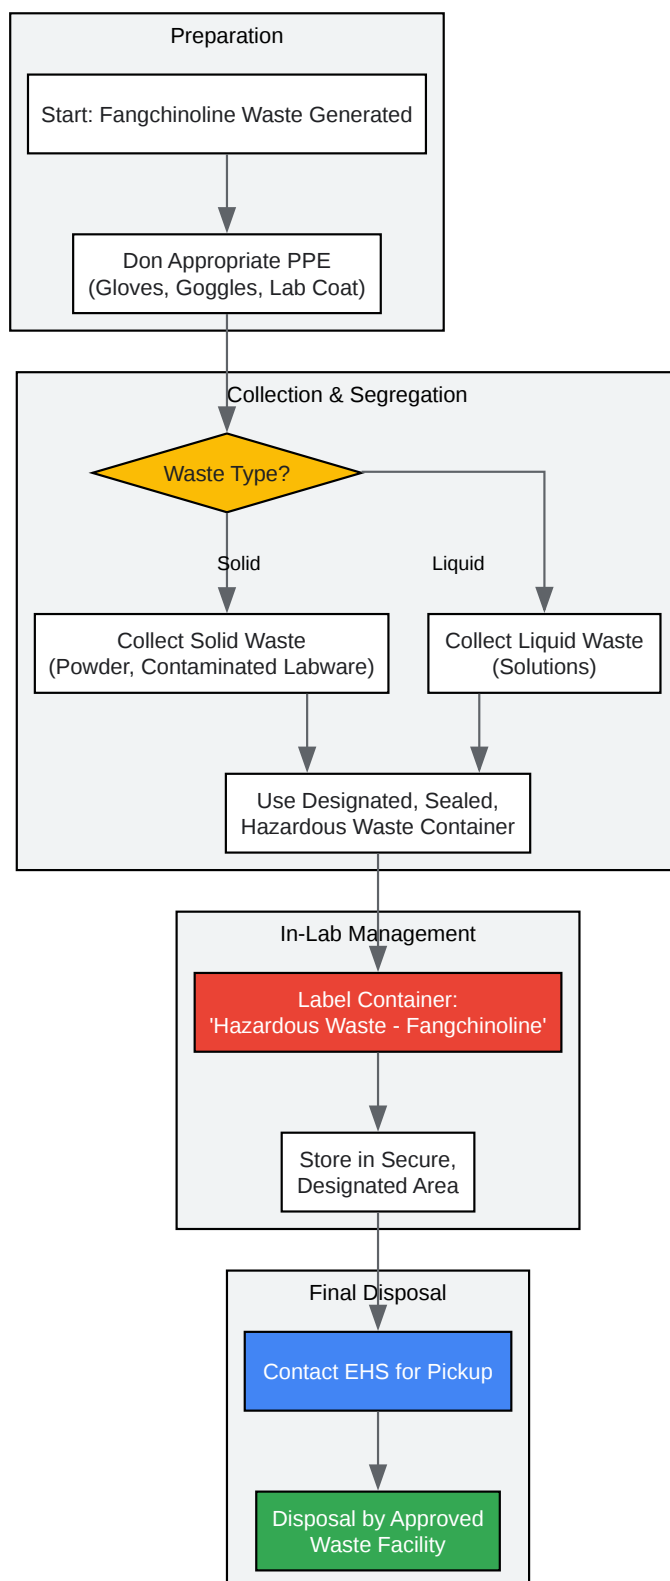 Preparation
Start: Fangchinoline Waste Generated
Don Appropriate PPE
(Gloves, Goggles, Lab Coat)
Collection & Segregation
Waste Type?
Solid
Liquid
Collect Solid Waste
(Powder, Contaminated Labware)
Collect Liquid Waste
(Solutions)
Use Designated, Sealed,
Hazardous Waste Container
In-Lab Management
Label Container:
'Hazardous Waste - Fangchinoline'
Store in Secure,
Designated Area
Final Disposal
Contact EHS for Pickup
Disposal by Approved
Waste Facility